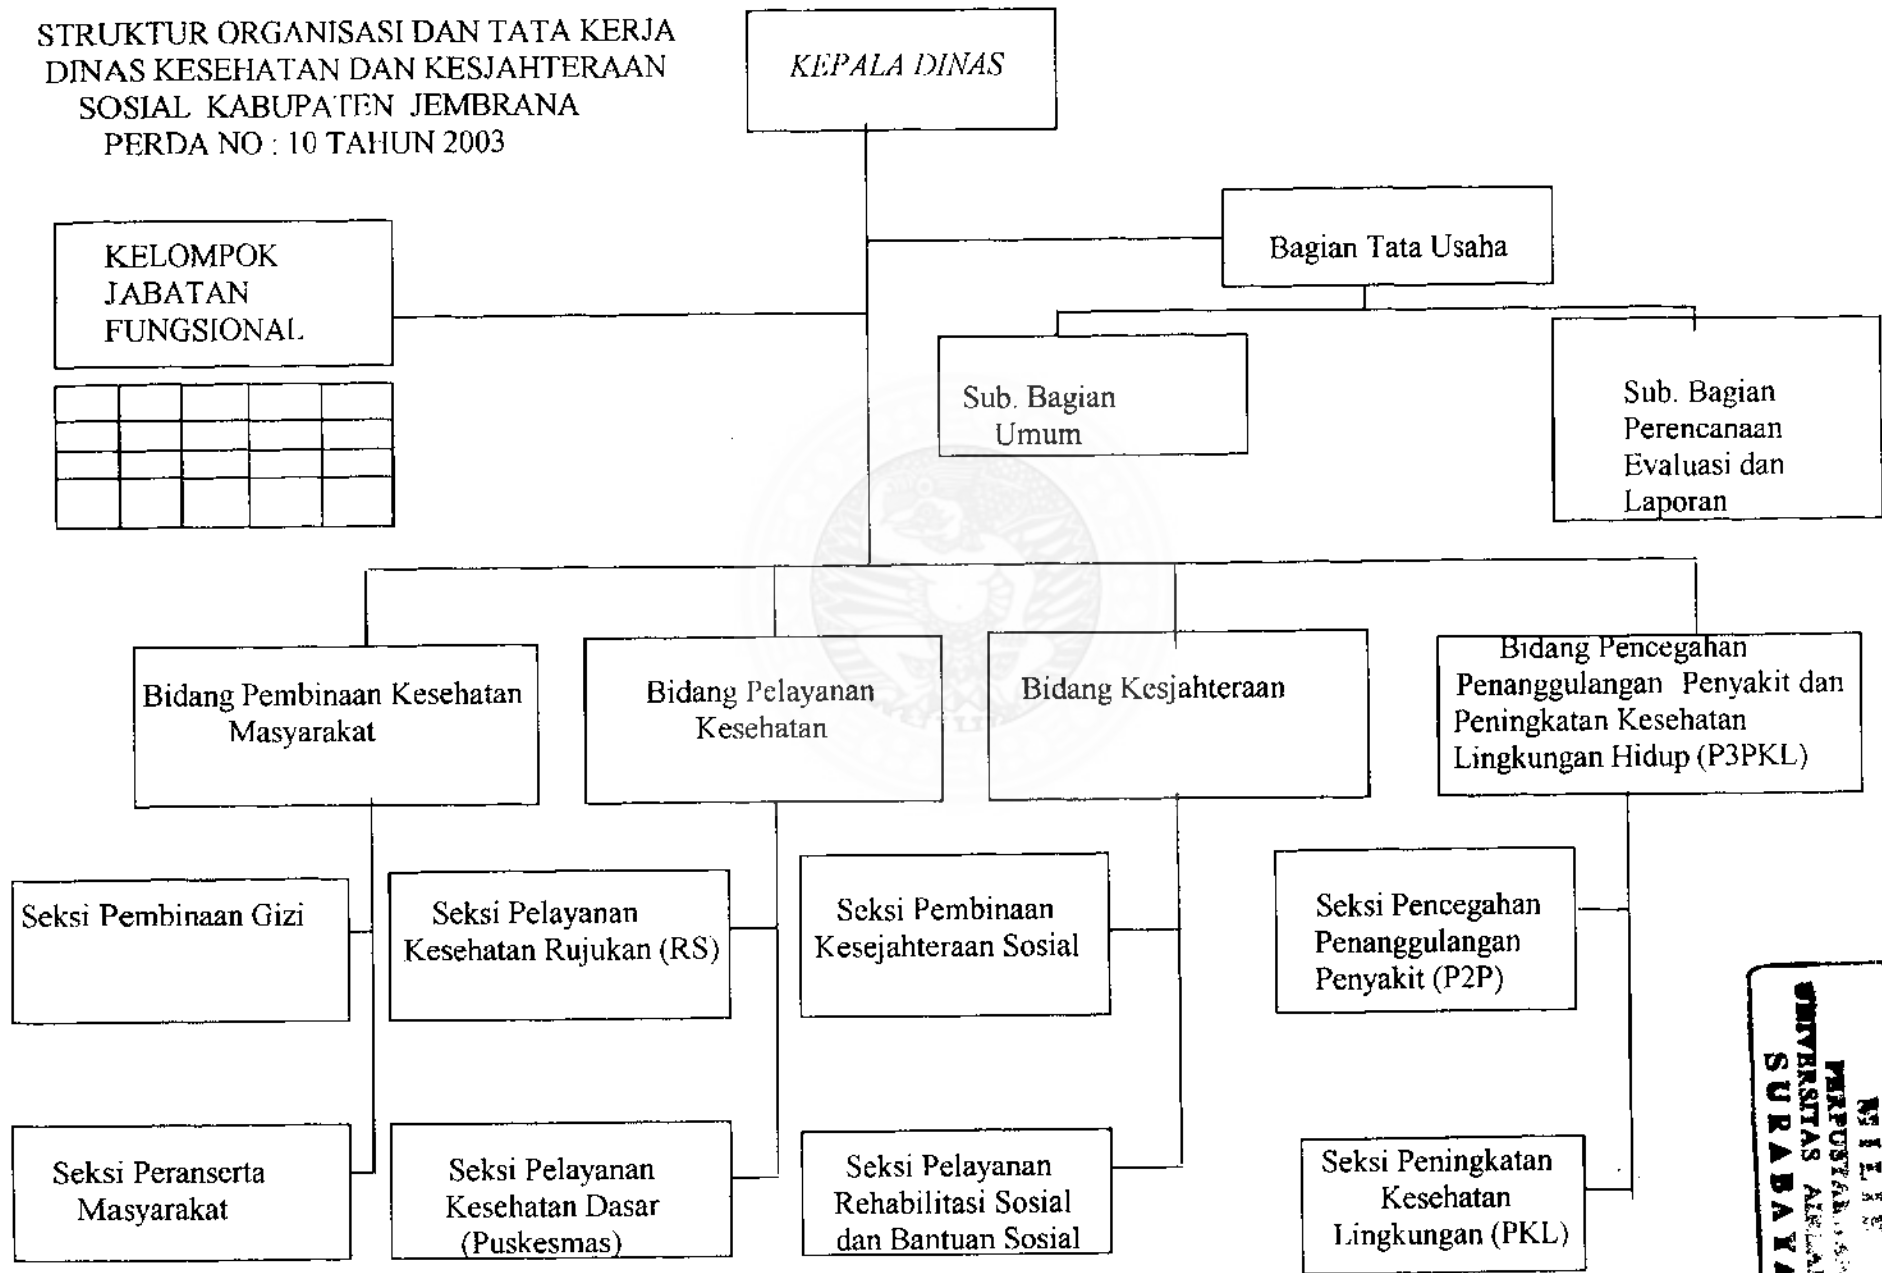 STRUKTUR ORGANISASI DAN TATA KERJA
DINAS KESEHATAN DAN KESJAHTERAAN
SOSIAL KABUPATEN JEMBRANA
PERDA NO : 10 TAHUN 2003
KEPALA DINAS
KELOMPOK
JABATAN
FUNGSIONAL
Bagian Tata Usaha
Sub. Bagian
Umum
Sub. Bagian
Perencanaan
Evaluasi dan
Laporan
Bidang Pembinaan Kesehatan
Masyarakat
Bidang Pelayanan
Kesehatan
Bidang Kesjahteraan
Bidang Pencegahan
Penanggulangan Penyakit dan
Peningkatan Kesehatan
Lingkungan Hidup (P3PKL)
Seksi Pembinaan Gizi
Seksi Pelayanan
Kesehatan Rujukan (RS)
Seksi Pembinaan
Kesejahteraan Sosial
Seksi Pencegahan
Penanggulangan
Penyakit (P2P)
Seksi Peranserta
Masyarakat
Seksi Pelayanan
Kesehatan Dasar
(Puskesmas)
Seksi Pelayanan
Rehabilitasi Sosial
dan Bantuan Sosial
Seksi Peningkatan
Kesehatan
Lingkungan (PKL)
UNIVERSITAS
SURABAYA